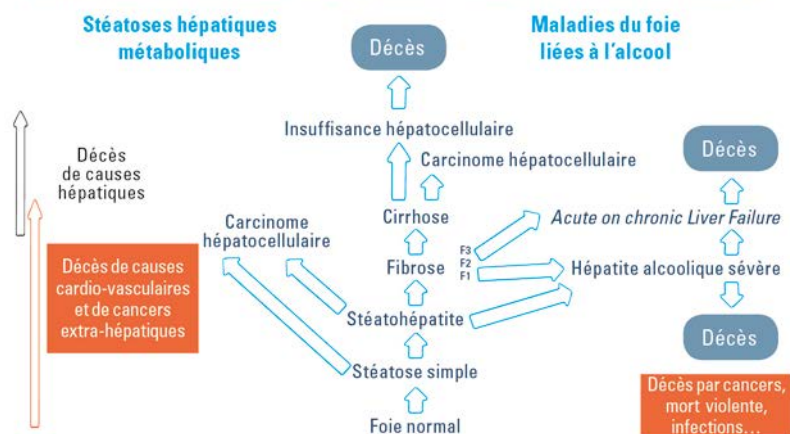 Stéatoses hépatiques
métaboliques
Décès
Maladies du foie
liées à l'alcool
Insuffisance hépatocellulaire
Carcinome hépatocellulaire
Décès
Décès
de causes
hépatiques
Carcinome
hépatocellulaire
Cirrhose
Acute on chronic Liver Failure
F3
F2
F1
Fibrose
Hépatite alcoolique sévère
Décès de causes
cardio-vasculaires
et de cancers
extra-hépatiques
Stéatohépatite
Décès
Stéatose simple
Foie normal
Décès par cancers,
mort violente,
infections...